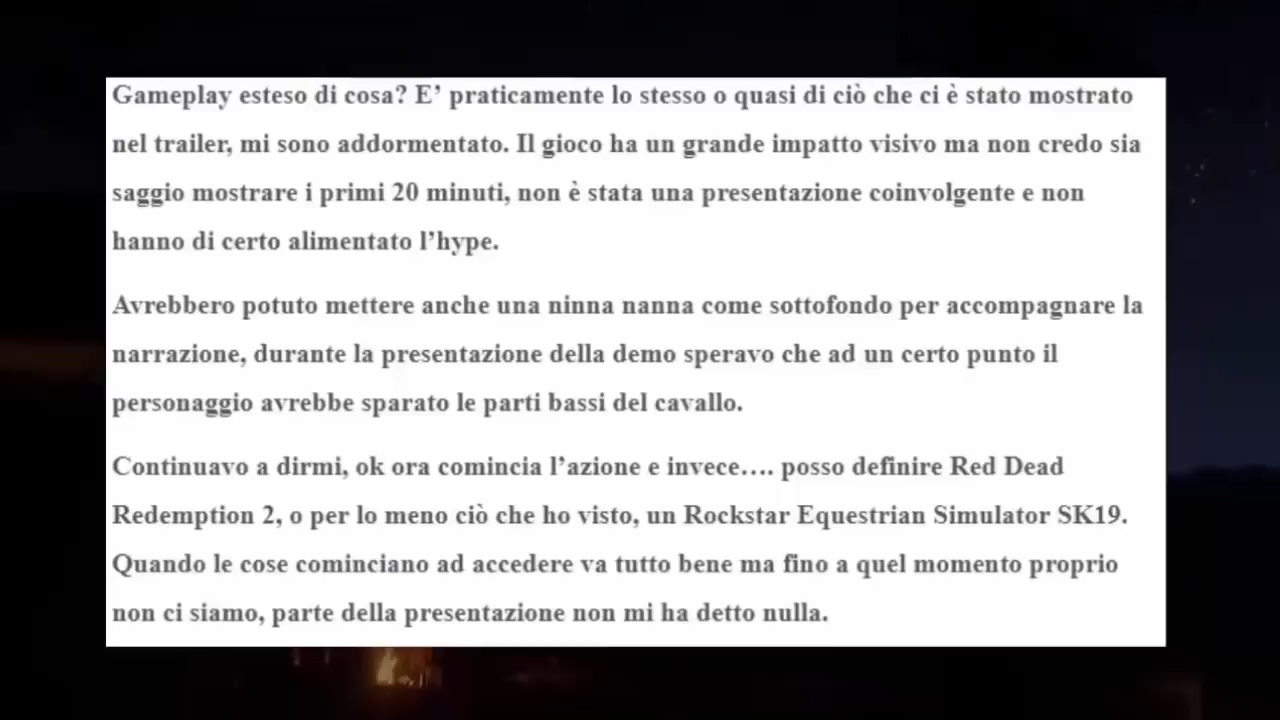 Gameplay esteso di cosa? E’ praticamente lo stesso o quasi di ciò che ci è stato mostrato
nel trailer, mi sono addormentato. Il gioco ha un grande impatto visivo ma non credo sia
saggio mostrare i primi 20 minuti, non è stata una presentazione coinvolgente e non
hanno di certo alimentato l’hype.
Avrebbero potuto mettere anche una ninna nanna come sottofondo per accompagnare la
narrazione, durante la presentazione della demo speravo che ad un certo punto il
personaggio avrebbe sparato le parti bassi del cavallo.
Continuavo a dirmi, ok ora comincia l’azione e invece…. posso definire Red Dead
Redemption 2, o per lo meno ciò che ho visto, un Rockstar Equestrian Simulator SK19.
Quando le cose cominciano ad accedere va tutto bene ma fino a quel momento proprio
non ci siamo, parte della presentazione non mi ha detto nulla.